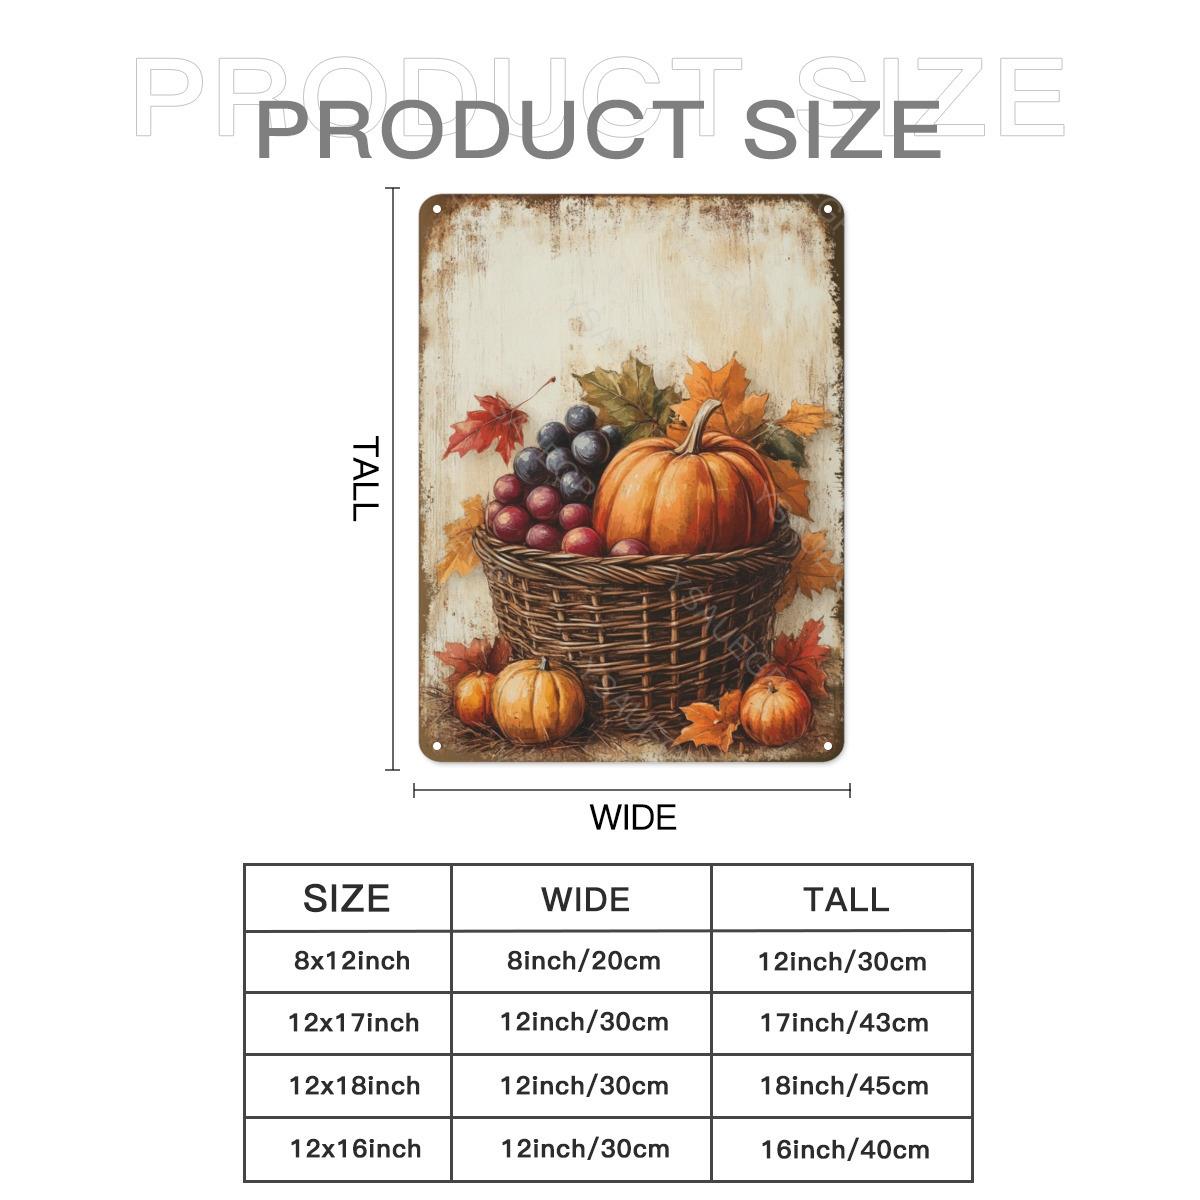 PRODUCT SIZE
PRODUCT SIZE
TALL
WIDE
SIZE WIDE TALL
8x12inch 8inch/20cm 12inch/30cm
12x17inch 12inch/30cm 17inch/43cm
12x18inch 12inch/30cm 18inch/45cm
12x16inch 12inch/30cm 16inch/40cm